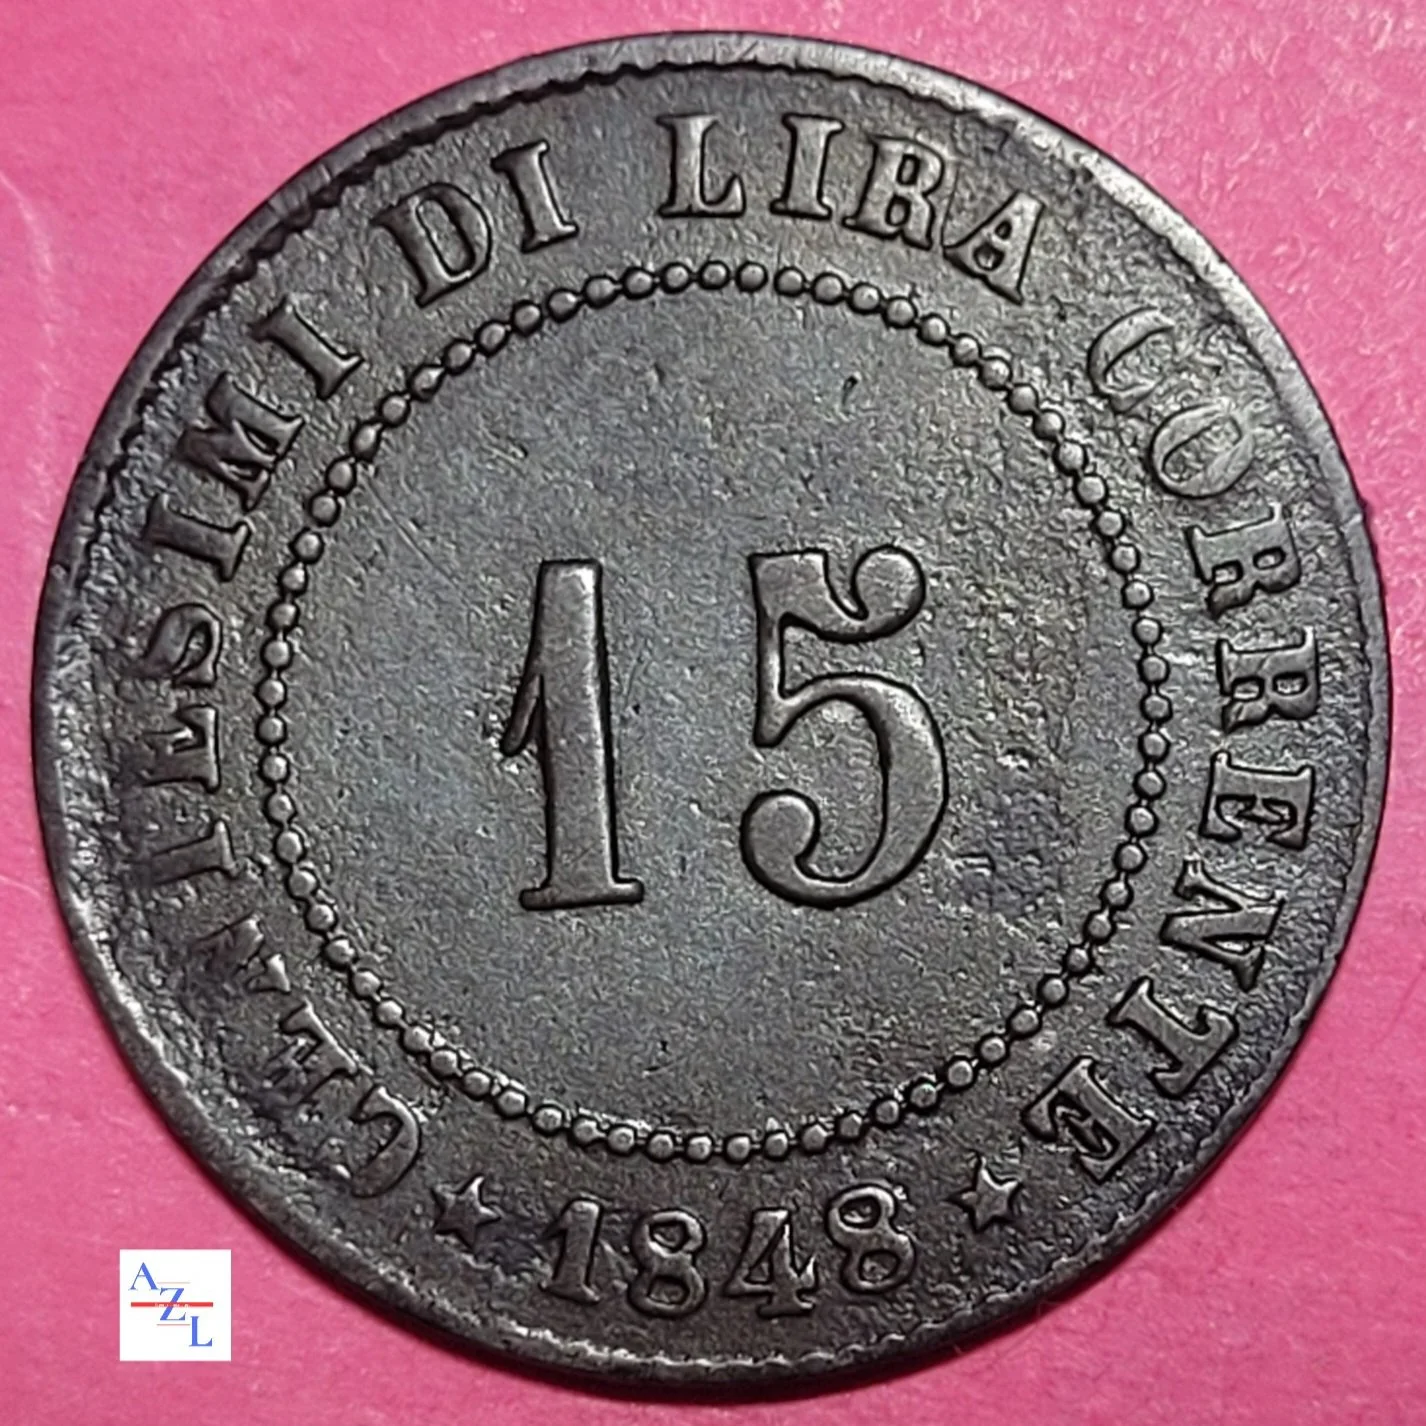 CENTESIMI DI LIRA CORRENTE
15
★ 1848 ★
AZL